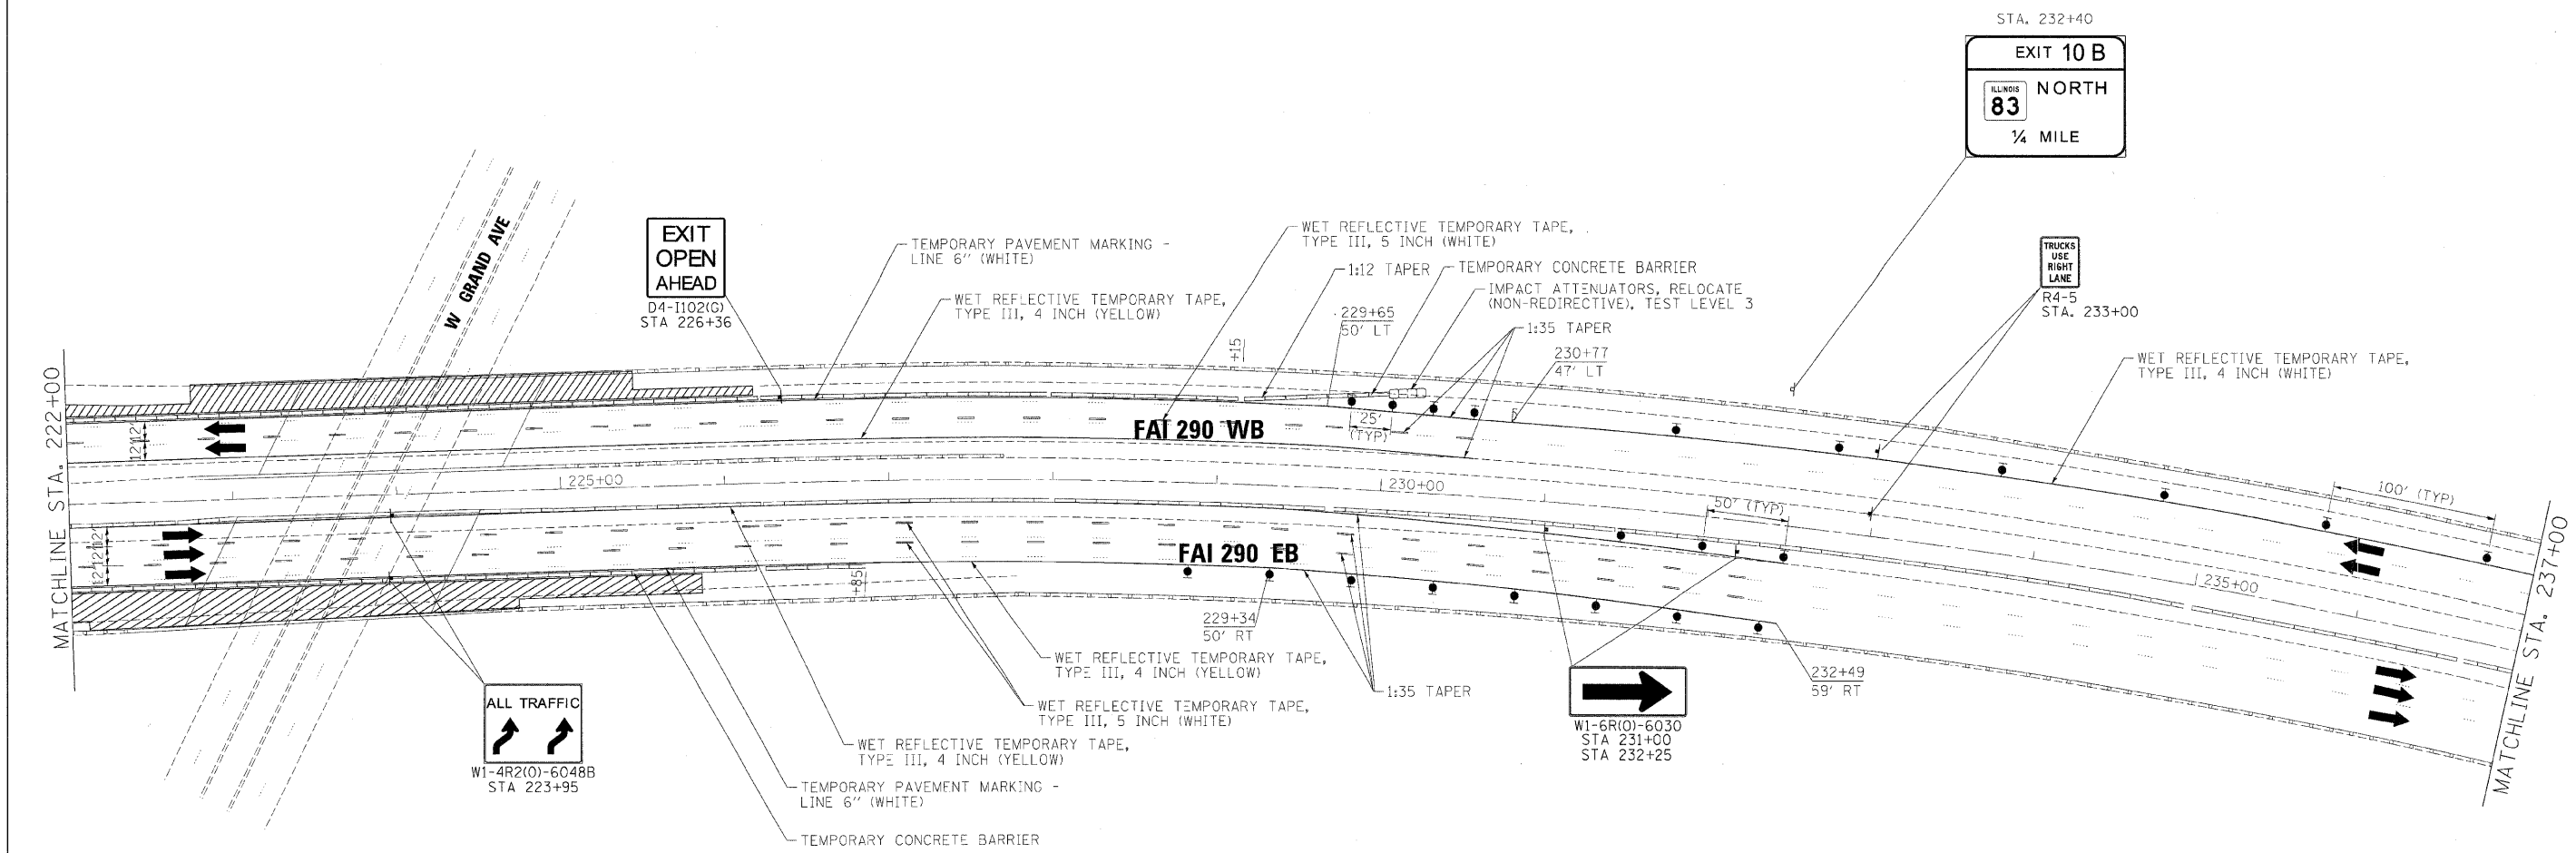 STA. 232+40
EXIT 10 B
ILLINOIS
83
NORTH
1/4 MILE
W GRAND AVE
EXIT
OPEN
AHEAD
D4-I102(G)
STA 226+36
TEMPORARY PAVEMENT MARKING -
LINE 6" (WHITE)
WET REFLECTIVE TEMPORARY TAPE,
TYPE III, 4 INCH (YELLOW)
WET REFLECTIVE TEMPORARY TAPE,
TYPE III, 5 INCH (WHITE)
1:12 TAPER
TEMPORARY CONCRETE BARRIER
IMPACT ATTENUATORS, RELOCATE
(NON-REDIRECTIVE), TEST LEVEL 3
229+65
50' LT
1:35 TAPER
+15
230+77
47' LT
TRUCKS
USE
RIGHT
LANE
R4-5
STA. 233+00
WET REFLECTIVE TEMPORARY TAPE,
TYPE III, 4 INCH (WHITE)
MATCHLINE STA. 222+00
12'
12'
FAI 290 WB
25'
(TYP)
225+00
230+00
235+00
50' (TYP)
100' (TYP)
12'
12'
12'
FAI 290 EB
+85
229+34
50' RT
WET REFLECTIVE TEMPORARY TAPE,
TYPE III, 4 INCH (YELLOW)
WET REFLECTIVE TEMPORARY TAPE,
TYPE III, 5 INCH (WHITE)
WET REFLECTIVE TEMPORARY TAPE,
TYPE III, 4 INCH (YELLOW)
TEMPORARY PAVEMENT MARKING -
LINE 6" (WHITE)
TEMPORARY CONCRETE BARRIER
1:35 TAPER
ALL TRAFFIC
W1-4R2(O)-6048B
STA 223+95
W1-6R(O)-6030
STA 231+00
STA 232+25
232+49
59' RT
MATCHLINE STA. 237+00